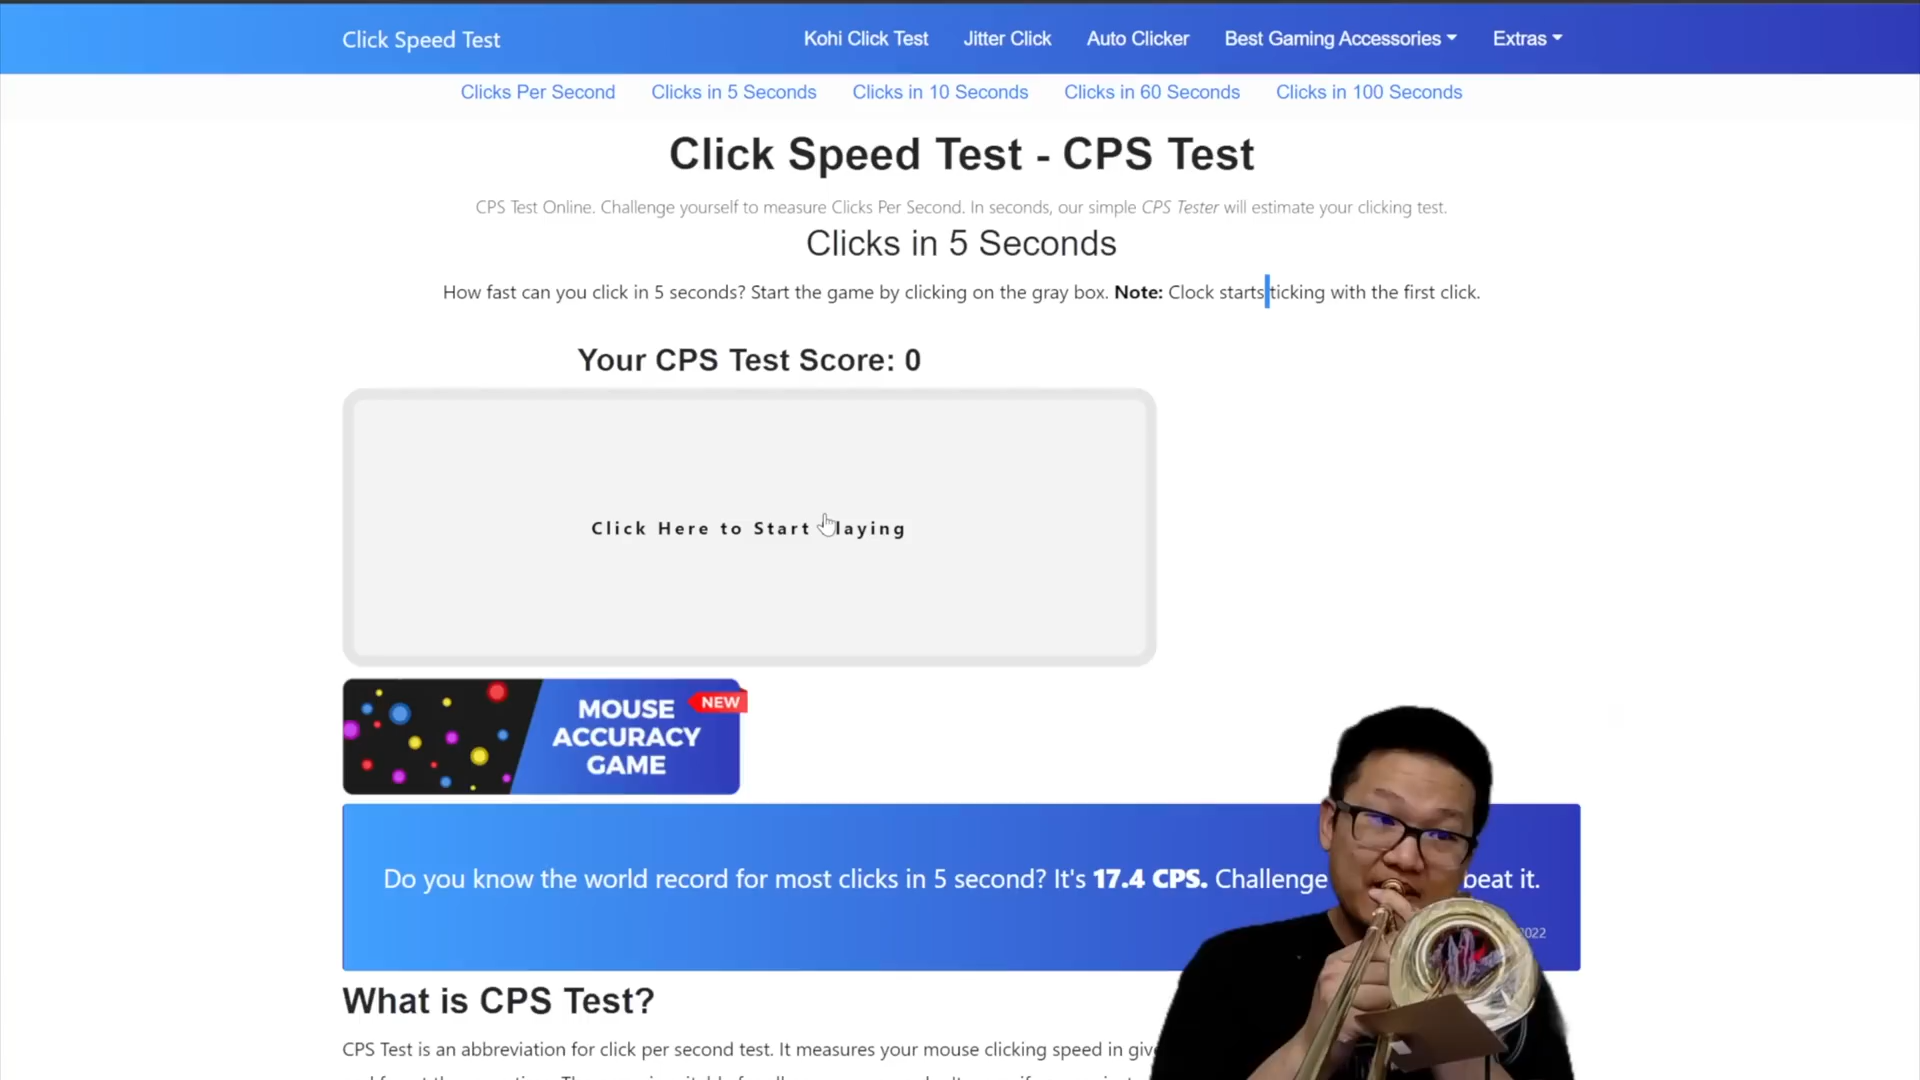 Click Speed Test
Kohi Click Test Jitter Click Auto Clicker Best Gaming Accessories Extras
Clicks Per Second Clicks in 5 Seconds Clicks in 10 Seconds Clicks in 60 Seconds Clicks in 100 Seconds
Click Speed Test - CPS Test
CPS Test Online. Challenge yourself to measure Clicks Per Second. In seconds, our simple CPS Tester will estimate your clicking test.
Clicks in 5 Seconds
How fast can you click in 5 seconds? Start the game by clicking on the gray box. Note: Clock starts ticking with the first click.
Your CPS Test Score: 0
Click Here to Start laying
MOUSE
ACCURACY
GAME
NEW
Do you know the world record for most clicks in 5 second? It's 17.4 CPS. Challenge beat it.
2022
What is CPS Test?
CPS Test is an abbreviation for click per second test. It measures your mouse clicking speed in